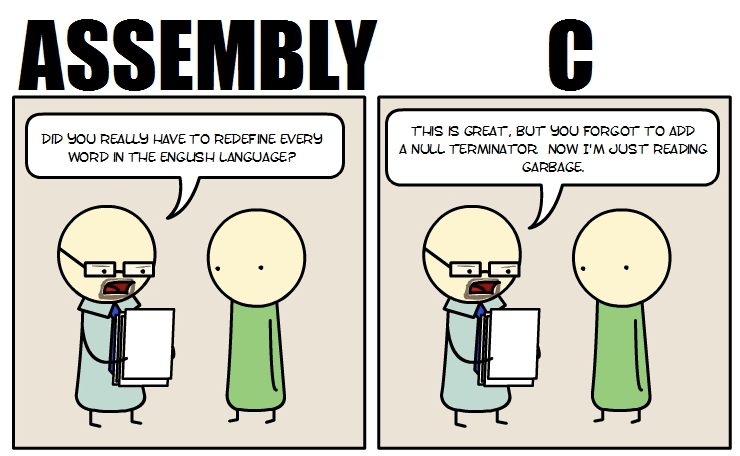 ASSEMBLY
DID YOU REALLY HAVE TO REDEFINE EVERY
WORD IN THE ENGLISH LANGUAGE?
C
THIS IS GREAT, BUT YOU FORGOT TO ADD
A NULL TERMINATOR. NOW I'M JUST READING
GARBAGE.